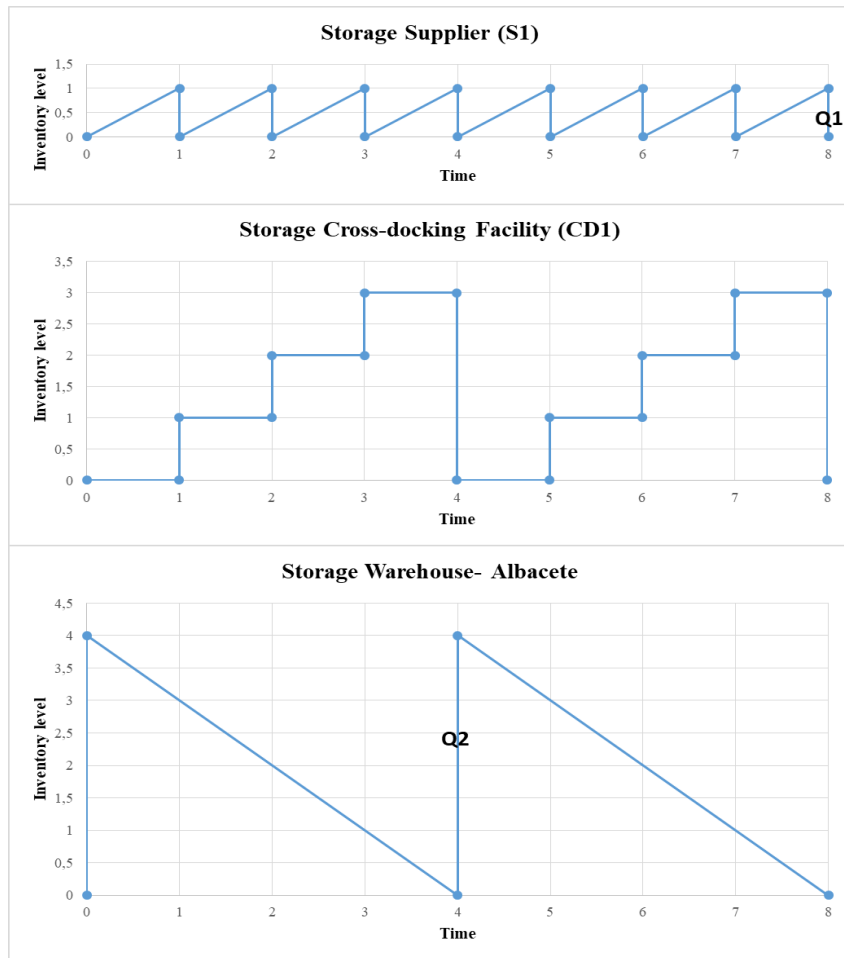 Storage Supplier (S1)
1,5
1
0,5
0
Inventory level
Q1
0 1 2 3 4 5 6 7 8
Time
Storage Cross-docking Facility (CD1)
3,5
3
2,5
2
1,5
1
0,5
0
Inventory level
0 1 2 3 4 5 6 7 8
Time
Storage Warehouse- Albacete
4,5
4
3,5
3
2,5
2
1,5
1
0,5
0
Inventory level
Q2
0 1 2 3 4 5 6 7 8
Time